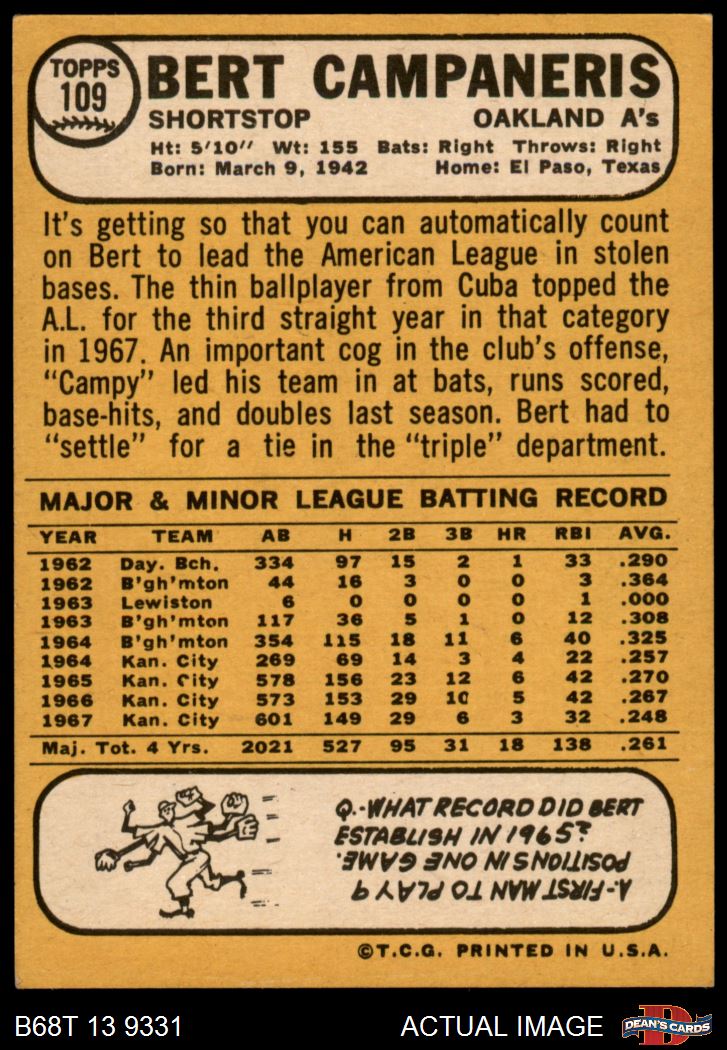 TOPPS
109
BERT CAMPANERIS
SHORTSTOP OAKLAND A's
Ht: 5'10" Wt: 155 Bats: Right Throws: Right
Born: March 9, 1942 Home: El Paso, Texas
It's getting so that you can automatically count
on Bert to lead the American League in stolen
bases. The thin ballplayer from Cuba topped the
A.L. for the third straight year in that category
in 1967. An important cog in the club's offense,
"Campy" led his team in at bats, runs scored,
base-hits, and doubles last season. Bert had to
"settle" for a tie in the "triple" department.
MAJOR & MINOR LEAGUE BATTING RECORD
YEAR TEAM AB H 2B 3B HR RBI AVG.
1962 Day. Bch. 334 97 15 2 1 33 .290
1962 B'gh'mton 44 16 3 0 0 3 .364
1963 Lewiston 6 0 0 0 0 1 .000
1963 B'gh'mton 117 36 5 1 0 12 .308
1964 B'gh'mton 354 115 18 11 6 40 .325
1964 Kan. City 269 69 14 3 4 22 .257
1965 Kan. City 578 156 23 12 6 42 .270
1966 Kan. City 573 153 29 10 5 42 .267
1967 Kan. City 601 149 29 6 3 32 .248
Maj. Tot. 4 Yrs. 2021 527 95 31 18 138 .261
Q.-WHAT RECORD DID BERT
ESTABLISH IN 1965?
A.-FIRST MAN TO PLAY 9
POSITIONS IN ONE GAME.
©T.C.G. PRINTED IN U.S.A.
B68T 13 9331 ACTUAL IMAGE
D
DEAN'S CARDS